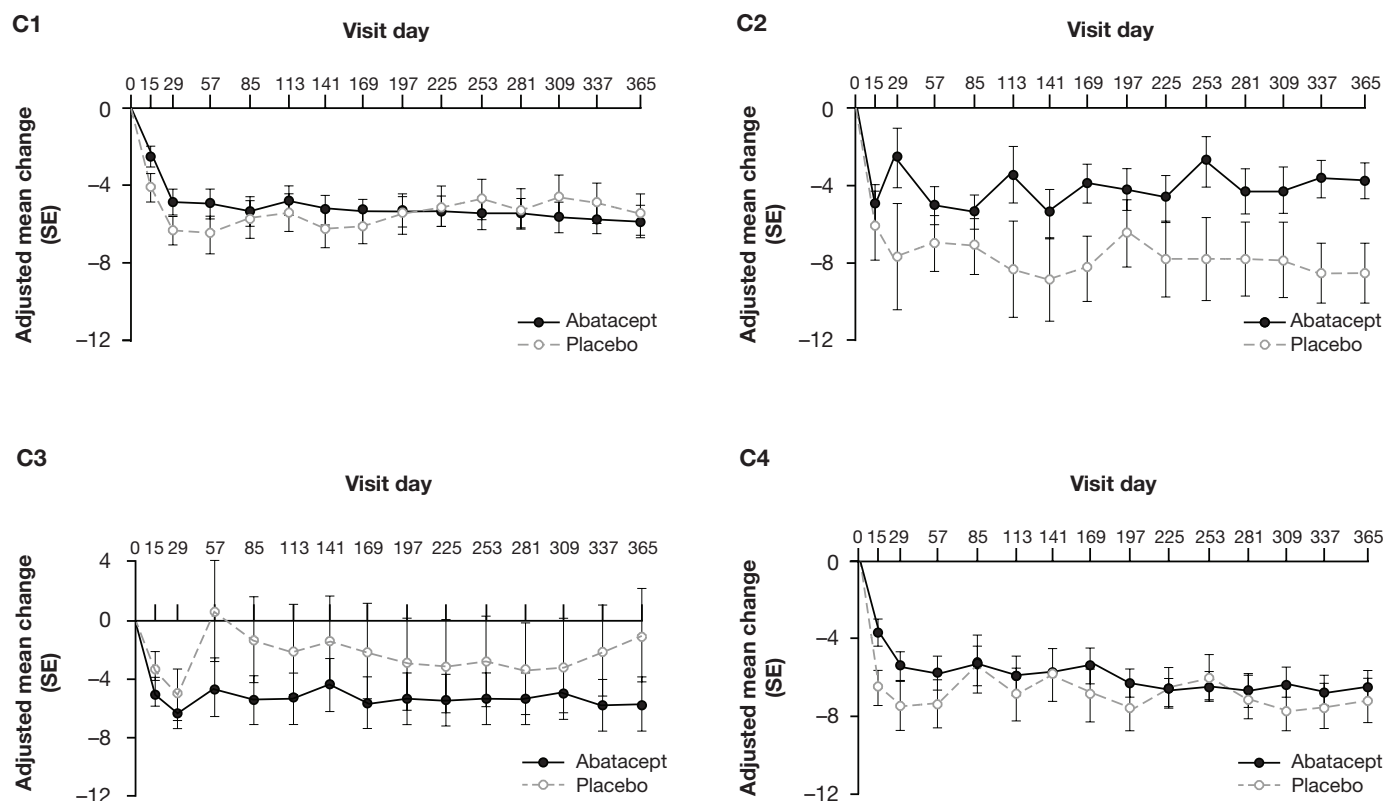 C1
Visit day
0 15 29 57 85 113 141 169 197 225 253 281 309 337 365
0
−4
−8
−12
Adjusted mean change
(SE)
Abatacept
Placebo
C2
Visit day
0 15 29 57 85 113 141 169 197 225 253 281 309 337 365
0
−4
−8
−12
Adjusted mean change
(SE)
Abatacept
Placebo
C3
Visit day
0 15 29 57 85 113 141 169 197 225 253 281 309 337 365
4
0
−4
−8
−12
Adjusted mean change
(SE)
Abatacept
Placebo
C4
Visit day
0 15 29 57 85 113 141 169 197 225 253 281 309 337 365
0
−4
−8
−12
Adjusted mean change
(SE)
Abatacept
Placebo